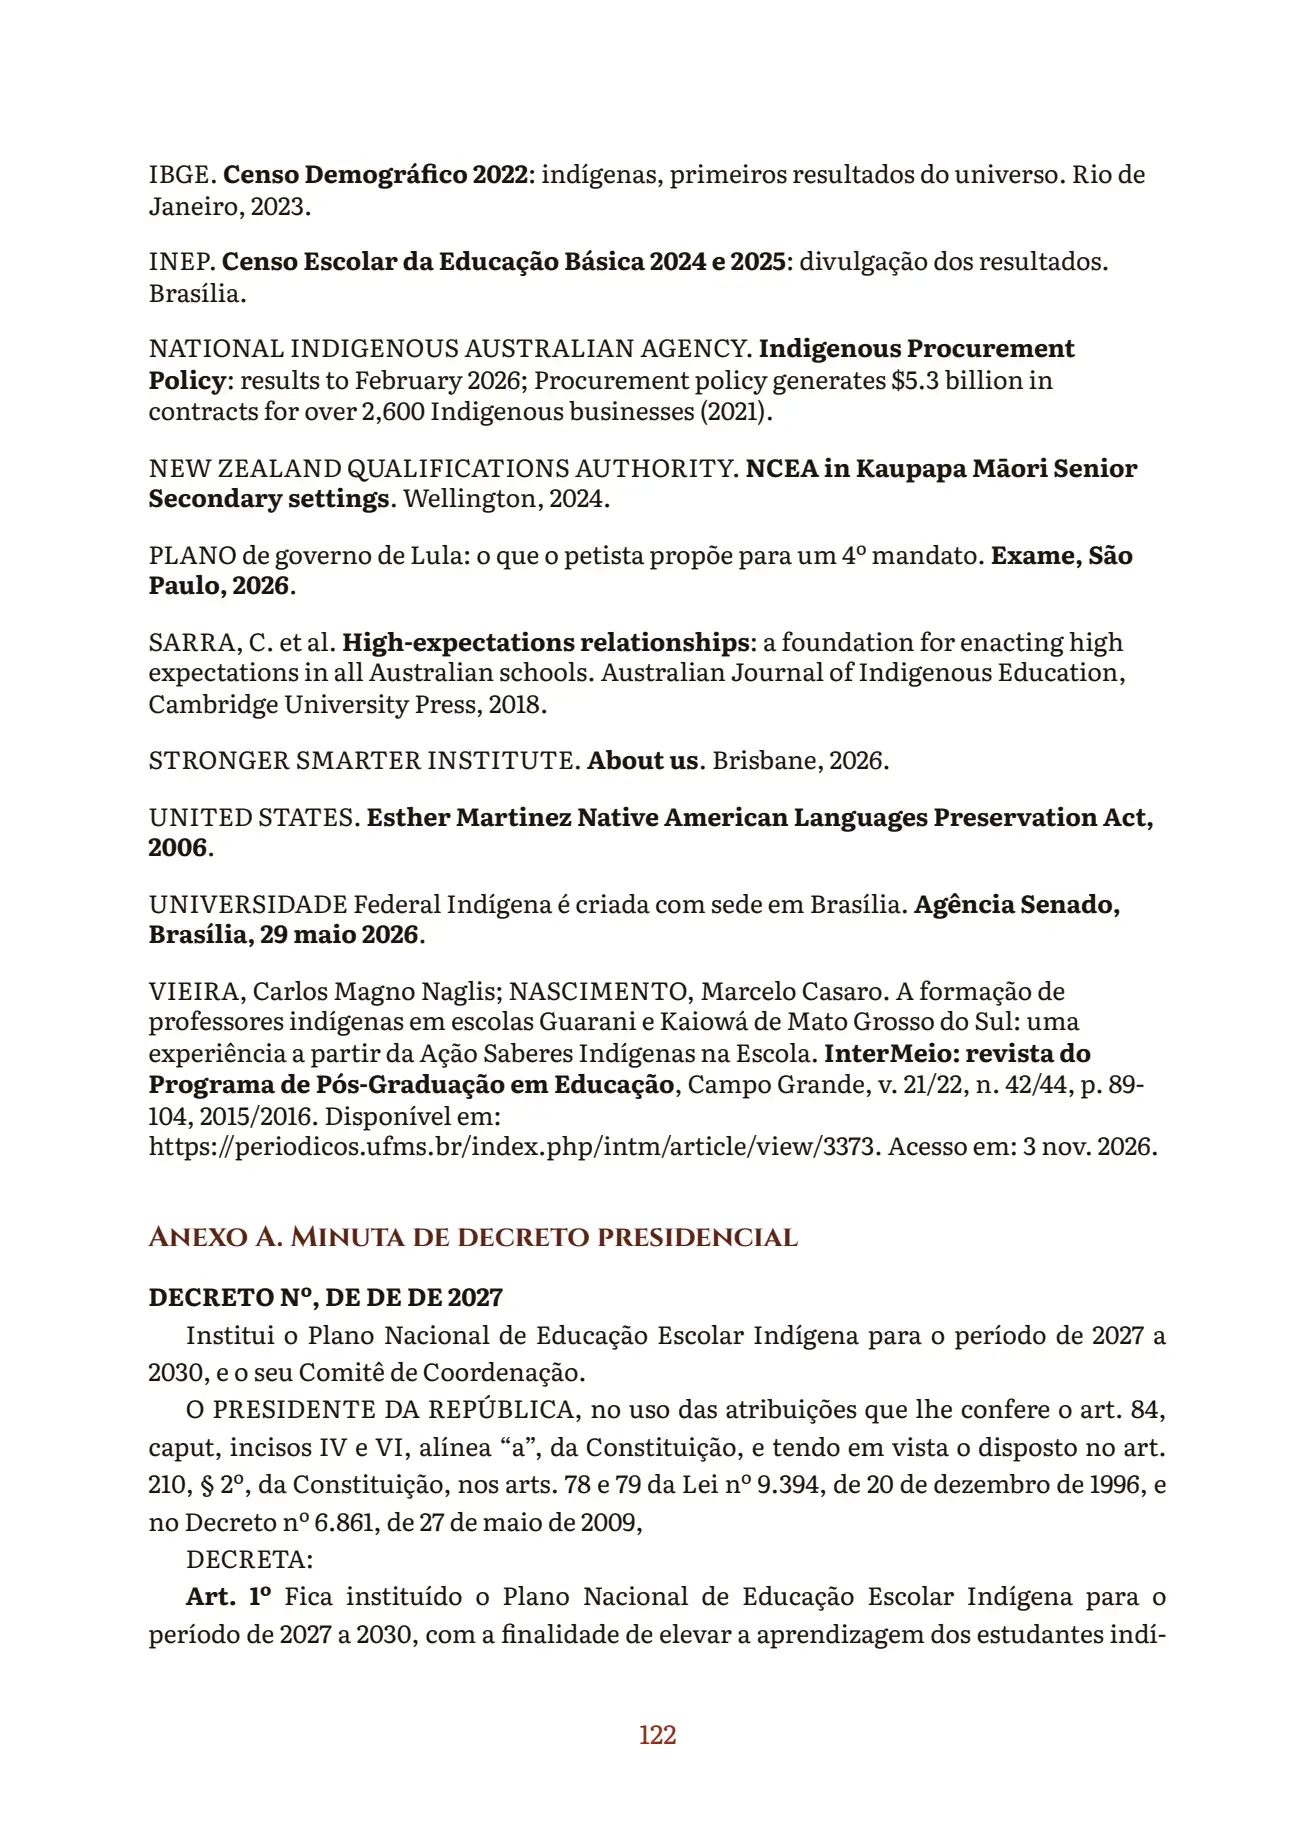 IBGE. Censo Demográfico 2022: indígenas, primeiros resultados do universo. Rio de
Janeiro, 2023.
INEP. Censo Escolar da Educação Básica 2024 e 2025: divulgação dos resultados.
Brasília.
NATIONAL INDIGENOUS AUSTRALIAN AGENCY. Indigenous Procurement
Policy: results to February 2026; Procurement policy generates $5.3 billion in
contracts for over 2,600 Indigenous businesses (2021).
NEW ZEALAND QUALIFICATIONS AUTHORITY. NCEA in Kaupapa Māori Senior
Secondary settings. Wellington, 2024.
PLANO de governo de Lula: o que o petista propõe para um 4º mandato. Exame, São
Paulo, 2026.
SARRA, C. et al. High-expectations relationships: a foundation for enacting high
expectations in all Australian schools. Australian Journal of Indigenous Education,
Cambridge University Press, 2018.
STRONGER SMARTER INSTITUTE. About us. Brisbane, 2026.
UNITED STATES. Esther Martinez Native American Languages Preservation Act,
2006.
UNIVERSIDADE Federal Indígena é criada com sede em Brasília. Agência Senado,
Brasília, 29 maio 2026.
VIEIRA, Carlos Magno Naglis; NASCIMENTO, Marcelo Casaro. A formação de
professores indígenas em escolas Guarani e Kaiowá de Mato Grosso do Sul: uma
experiência a partir da Ação Saberes Indígenas na Escola. InterMeio: revista do
Programa de Pós-Graduação em Educação, Campo Grande, v. 21/22, n. 42/44, p. 89-
104, 2015/2016. Disponível em:
https://periodicos.ufms.br/index.php/intm/article/view/3373. Acesso em: 3 nov. 2026.
Anexo A. Minuta de decreto presidencial
DECRETO Nº, DE DE DE 2027
Institui o Plano Nacional de Educação Escolar Indígena para o período de 2027 a
2030, e o seu Comitê de Coordenação.
O PRESIDENTE DA REPÚBLICA, no uso das atribuições que lhe confere o art. 84,
caput, incisos IV e VI, alínea “a”, da Constituição, e tendo em vista o disposto no art.
210, § 2º, da Constituição, nos arts. 78 e 79 da Lei nº 9.394, de 20 de dezembro de 1996, e
no Decreto nº 6.861, de 27 de maio de 2009,
DECRETA:
Art. 1º Fica instituído o Plano Nacional de Educação Escolar Indígena para o
período de 2027 a 2030, com a finalidade de elevar a aprendizagem dos estudantes indí-
122